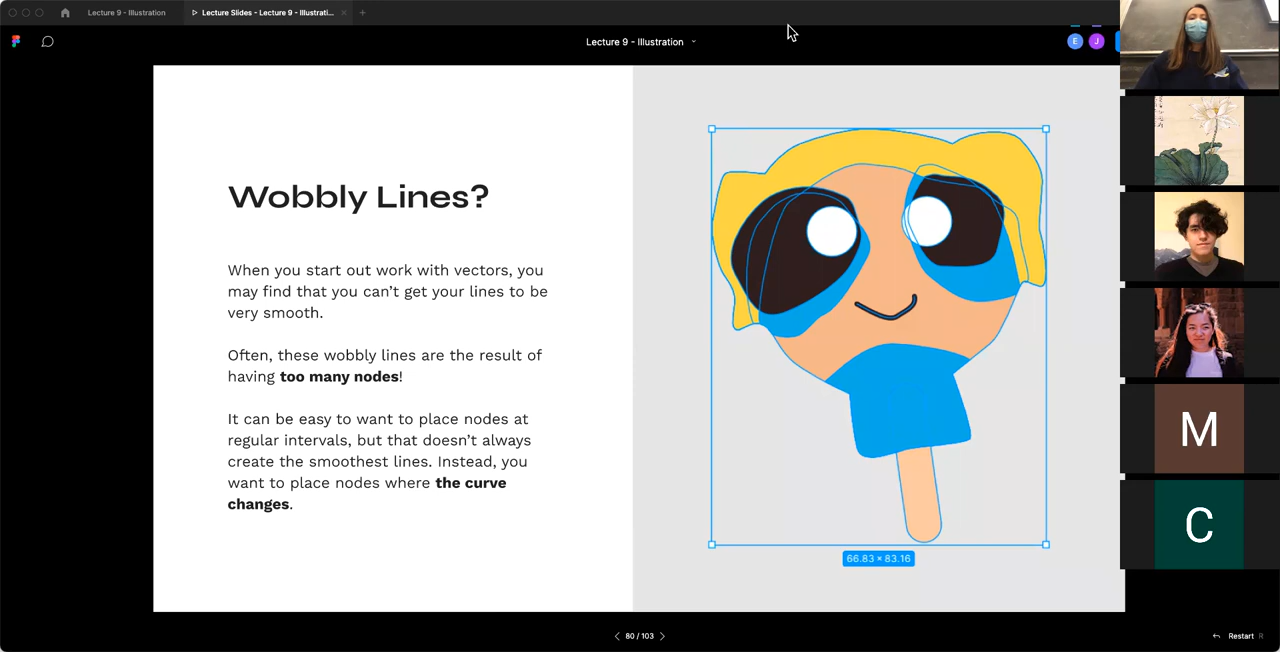 Lecture 9 - Illustration
Lecture Slides - Lecture 9 - Illustrati...
Lecture 9 - Illustration
E
J
Wobbly Lines?
When you start out work with vectors, you
may find that you can't get your lines to be
very smooth.
Often, these wobbly lines are the result of
having too many nodes!
It can be easy to want to place nodes at
regular intervals, but that doesn't always
create the smoothest lines. Instead, you
want to place nodes where the curve
changes.
66.83 × 83.16
M
C
80 / 103
Restart R